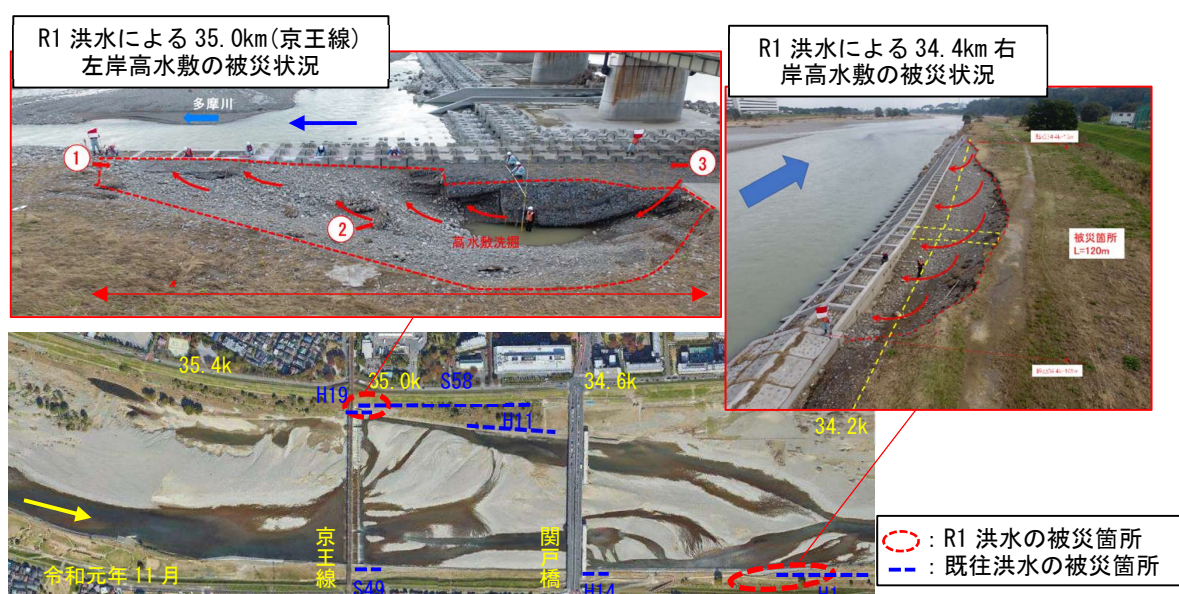 R1 洪水による 35.0km(京王線)
左岸高水敷の被災状況
多摩川
1
2
3
高水敷洗掘
R1 洪水による 34.4km 右
岸高水敷の被災状況
被災箇所
L=120m
35.4k
35.0k
S58
34.6k
34.2k
H19
H11
京王線
関戸橋
令和元年 11 月
S49
H14
H1
: R1 洪水の被災箇所
: 既往洪水の被災箇所